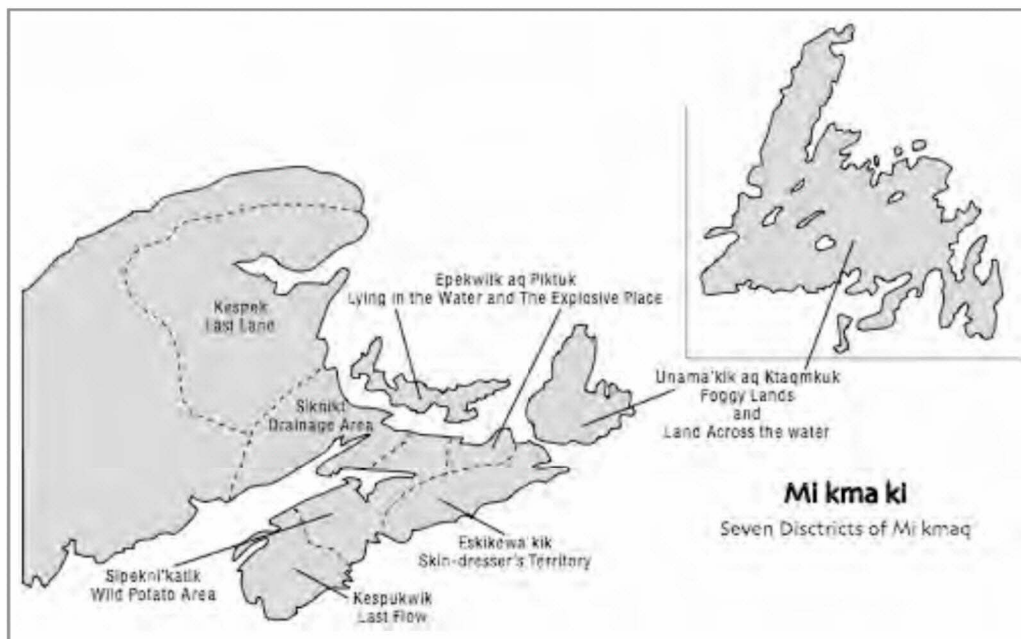 Kespek
Last Land
Siknikt
Drainage Area
Epekwitk aq Piktuk
Lying in the Water and The Explosive Place
Unama'kik aq Ktaqmkuk
Foggy Lands
and
Land Across the water
Mi kma ki
Seven Disctricts of Mi kmaq
Eskikewa'kik
Skin-dresser's Territory
Sipekni'katik
Wild Potato Area
Kespukwik
Last Flow